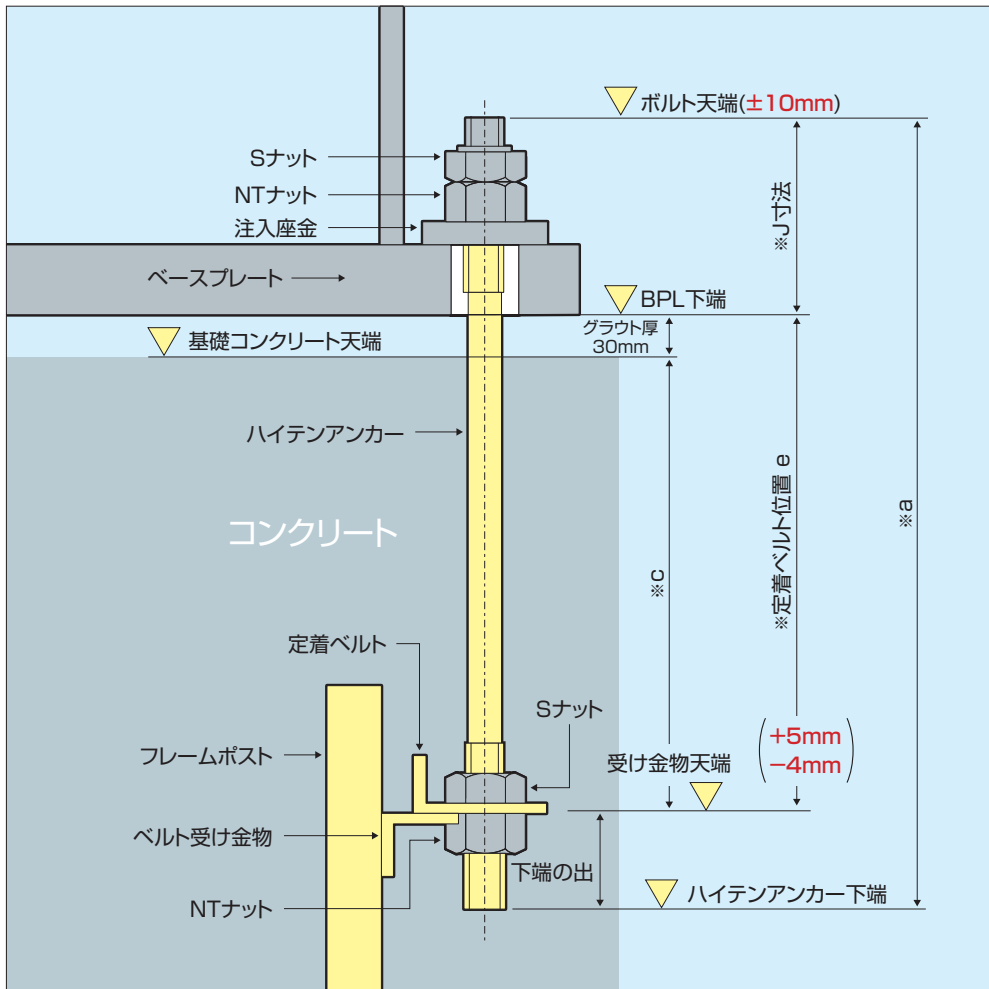 ボルト天端(±10mm)
Sナット
NTナット
注入座金
※J寸法
ベースプレート
BPL下端
グラウト厚
30mm
基礎コンクリート天端
ハイテンアンカー
※定着ベルト位置 e
※a
コンクリート
※c
定着ベルト
Sナット
フレームポスト
+5mm
−4mm
受け金物天端
ベルト受け金物
下端の出
NTナット
ハイテンアンカー下端